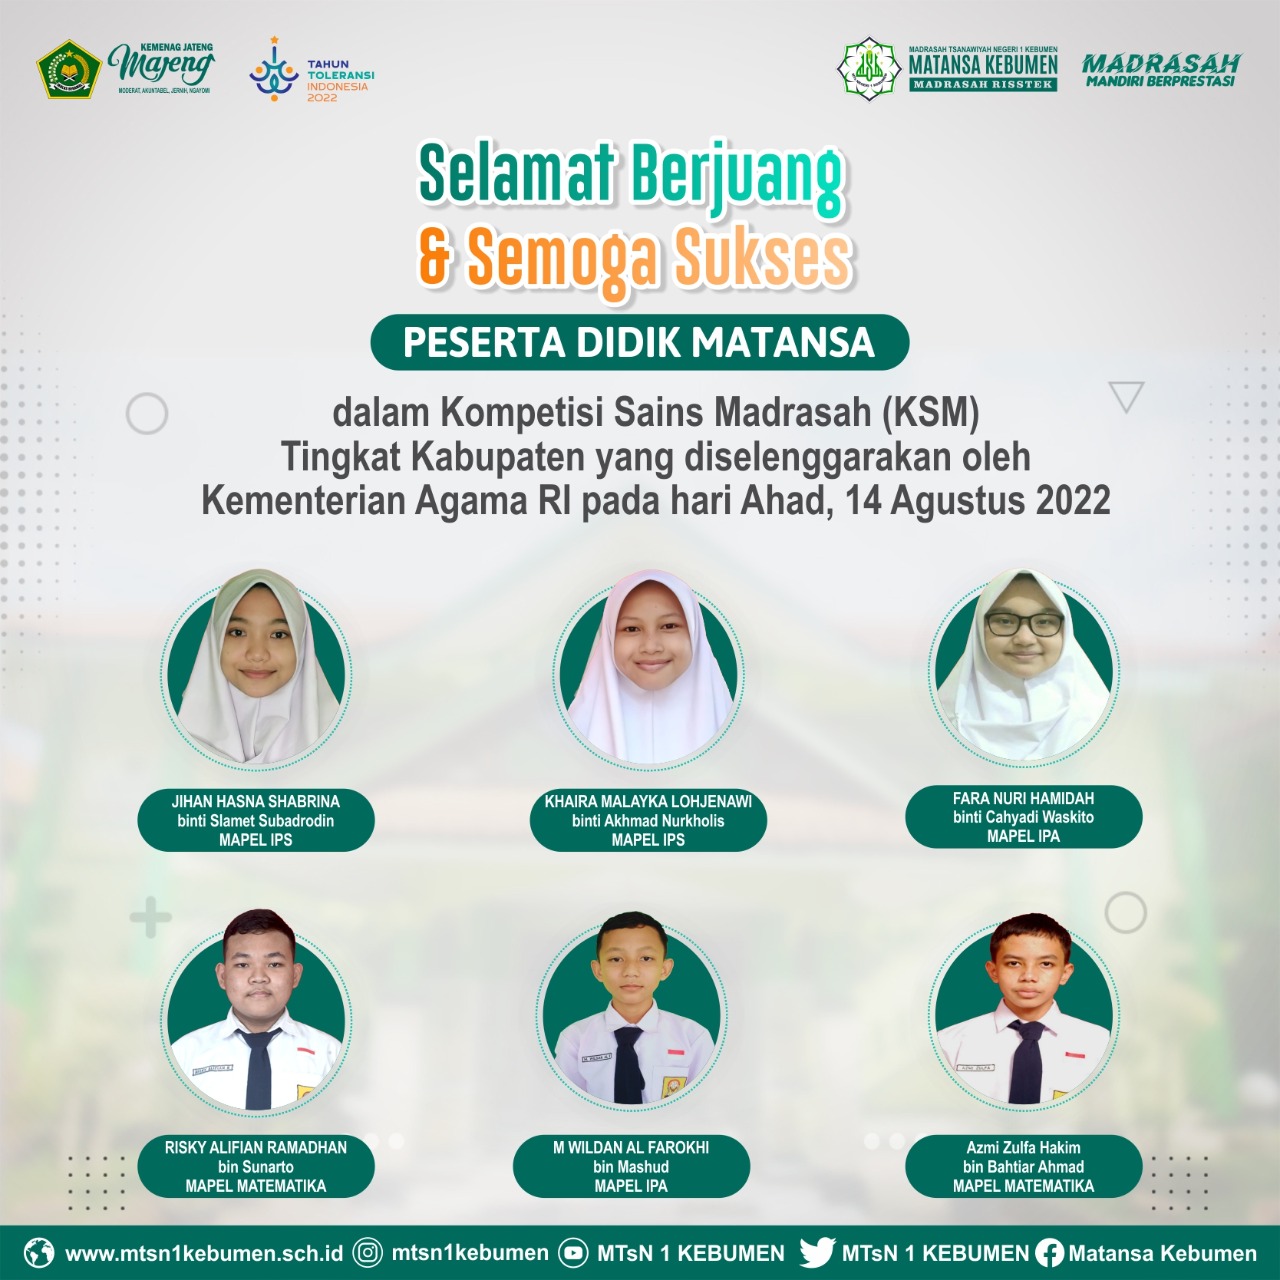 KEMENAG JATENG
Majeng
MODERAT, AKUNTABEL, JERNIH, NGAYOMI
TAHUN
TOLERANSI
INDONESIA
2022
MADRASAH TSANAWIYAH NEGERI 1 KEBUMEN
MATANSA KEBUMEN
MADRASAH RISSTEK
MADRASAH
MANDIRI BERPRESTASI
Selamat Berjuang
& Semoga Sukses
PESERTA DIDIK MATANSA
dalam Kompetisi Sains Madrasah (KSM)
Tingkat Kabupaten yang diselenggarakan oleh
Kementerian Agama RI pada hari Ahad, 14 Agustus 2022
JIHAN HASNA SHABRINA
binti Slamet Subadrodin
MAPEL IPS
KHAIRA MALAYKA LOHJENAWI
binti Akhmad Nurkholis
MAPEL IPS
FARA NURI HAMIDAH
binti Cahyadi Waskito
MAPEL IPA
RISKY ALIFIAN RAMADHAN
bin Sunarto
MAPEL MATEMATIKA
M WILDAN AL FAROKHI
bin Mashud
MAPEL IPA
Azmi Zulfa Hakim
bin Bahtiar Ahmad
MAPEL MATEMATIKA
www.mtsn1kebumen.sch.id mtsn1kebumen MTsN 1 KEBUMEN MTsN 1 KEBUMEN Matansa Kebumen